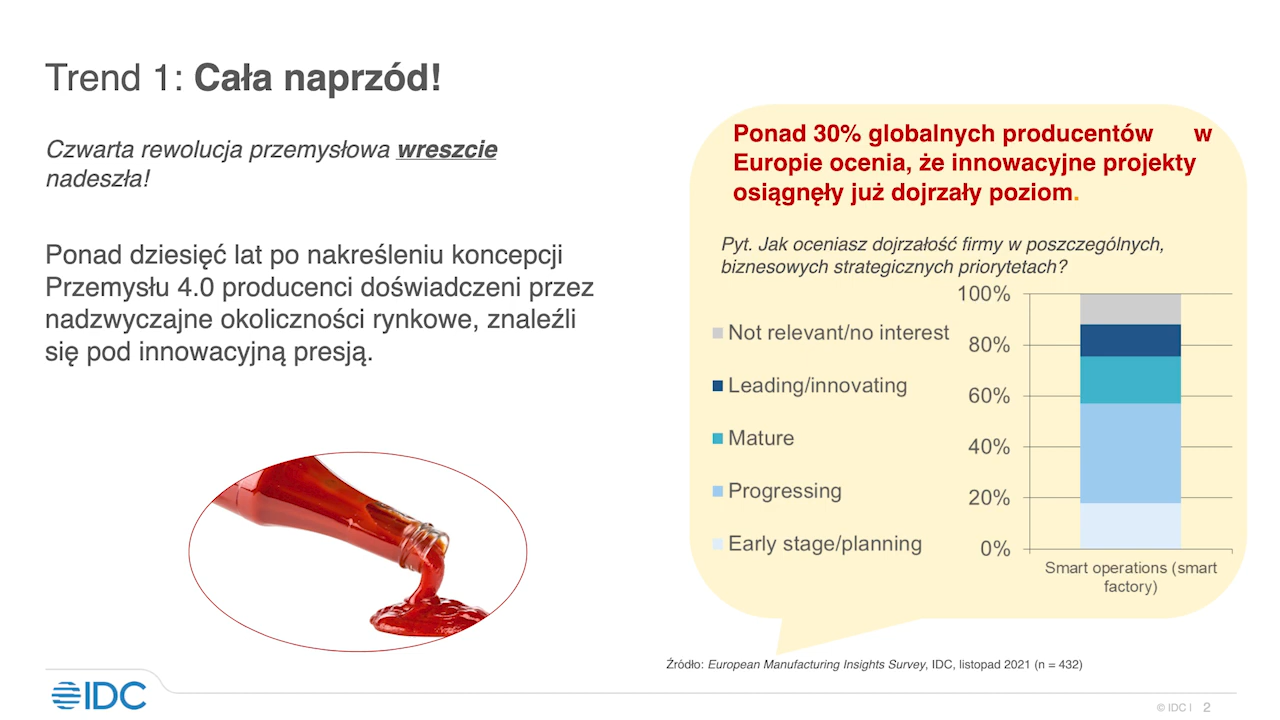 Trend 1: Cała naprzód!
Czwarta rewolucja przemysłowa wreszcie
nadeszła!
Ponad dziesięć lat po nakreśleniu koncepcji
Przemysłu 4.0 producenci doświadczeni przez
nadzwyczajne okoliczności rynkowe, znaleźli
się pod innowacyjną presją.
Ponad 30% globalnych producentów w
Europie ocenia, że innowacyjne projekty
osiągnęły już dojrzały poziom.
Pyt. Jak oceniasz dojrzałość firmy w poszczególnych,
biznesowych strategicznych priorytetach?
Not relevant/no interest
Leading/innovating
Mature
Progressing
Early stage/planning
100%
80%
60%
40%
20%
0%
Smart operations (smart
factory)
Źródło: European Manufacturing Insights Survey, IDC, listopad 2021 (n = 432)
IDC
© IDC | 2